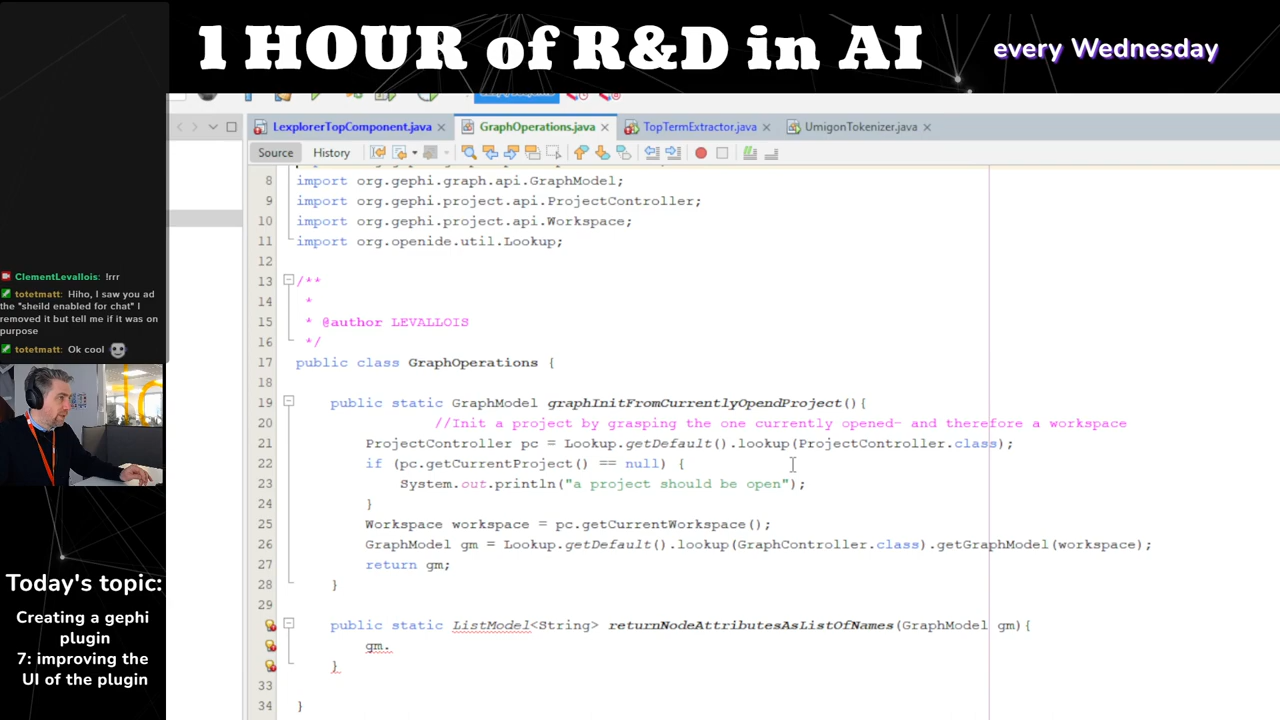 1 HOUR of R&D in AI
every Wednesday
LexplorerTopComponent.java
GraphOperations.java
TopTermExtractor.java
UmigonTokenizer.java
Source
History
8 import org.gephi.graph.api.GraphModel;
9 import org.gephi.project.api.ProjectController;
10 import org.gephi.project.api.Workspace;
11 import org.openide.util.Lookup;
12
13 /**
14 *
15 * @author LEVALLOIS
16 */
17 public class GraphOperations {
18
19 public static GraphModel graphInitFromCurrentlyOpendProject(){
20 //Init a project by grasping the one currently opened- and therefore a workspace
21 ProjectController pc = Lookup.getDefault().lookup(ProjectController.class);
22 if (pc.getCurrentProject() == null) {
23 System.out.println("a project should be open");
24 }
25 Workspace workspace = pc.getCurrentWorkspace();
26 GraphModel gm = Lookup.getDefault().lookup(GraphController.class).getGraphModel(workspace);
27 return gm;
28 }
29
public static ListModel<String> returnNodeAttributesAsListOfNames(GraphModel gm){
gm.
}
33
34 }
ClementLevallois: !rrr
totetmatt: Hiho, I saw you ad
the "sheild enabled for chat" I
removed it but tell me if it was on
purpose
totetmatt: Ok cool
Today's topic:
Creating a gephi
plugin
7: improving the
UI of the plugin